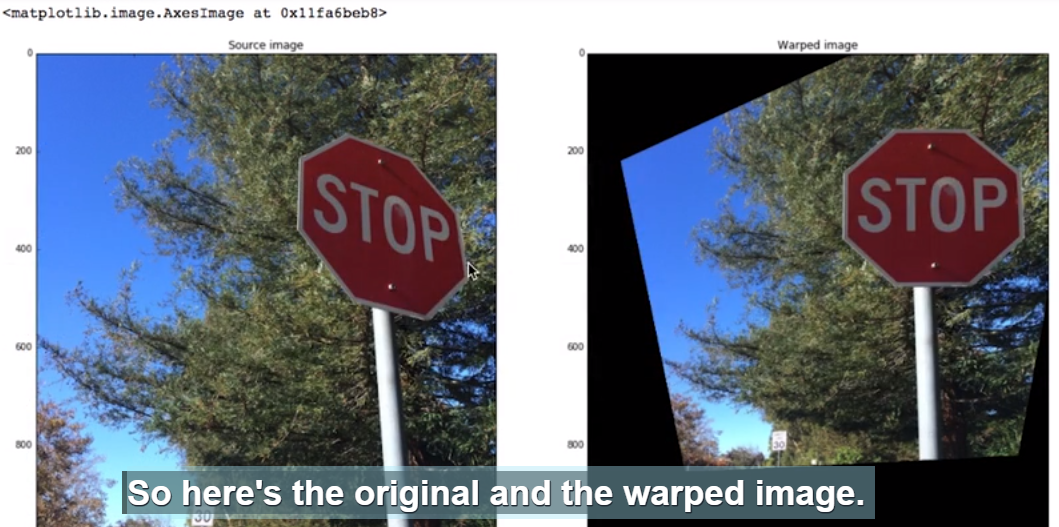 <matplotlib.image.AxesImage at 0x11fa6beb8>
Source image
Warped image
0
200
400
600
800
0
200
400
600
800
STOP
STOP
30
30
So here's the original and the warped image.